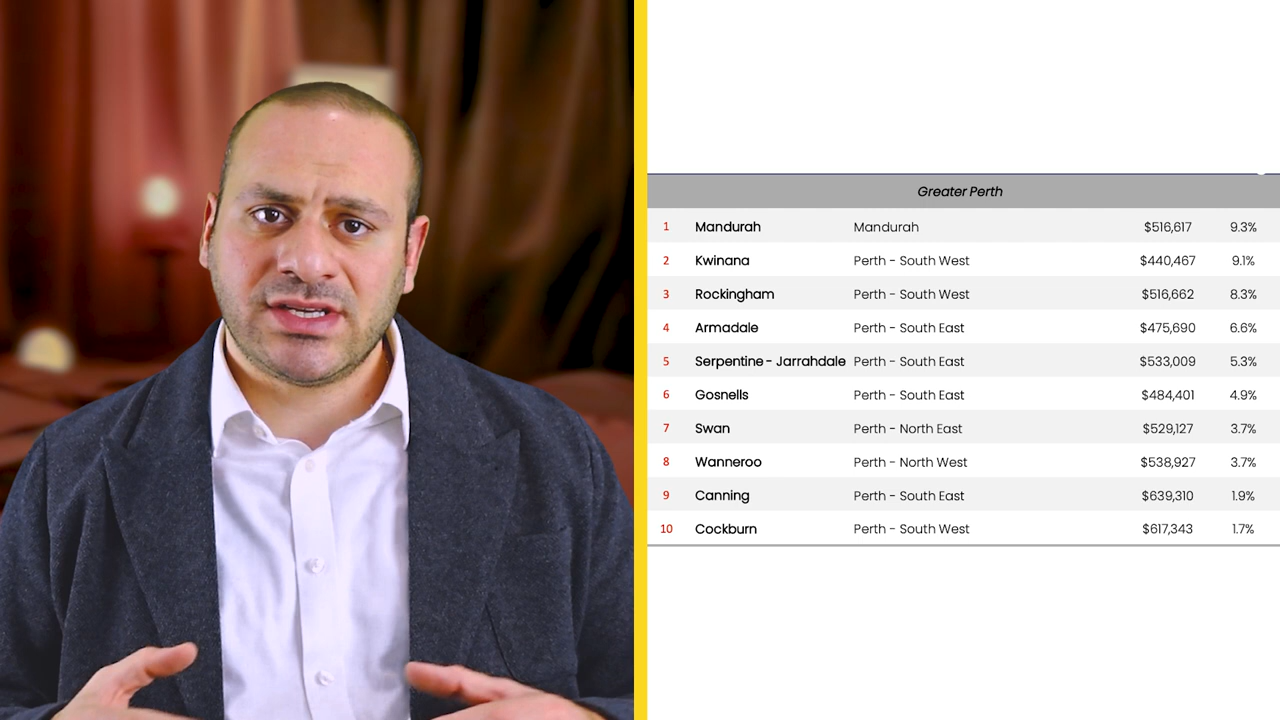 Greater Perth
1 Mandurah Mandurah $516,617 9.3%
2 Kwinana Perth - South West $440,467 9.1%
3 Rockingham Perth - South West $516,662 8.3%
4 Armadale Perth - South East $475,690 6.6%
5 Serpentine - Jarrahdale Perth - South East $533,009 5.3%
6 Gosnells Perth - South East $484,401 4.9%
7 Swan Perth - North East $529,127 3.7%
8 Wanneroo Perth - North West $538,927 3.7%
9 Canning Perth - South East $639,310 1.9%
10 Cockburn Perth - South West $617,343 1.7%